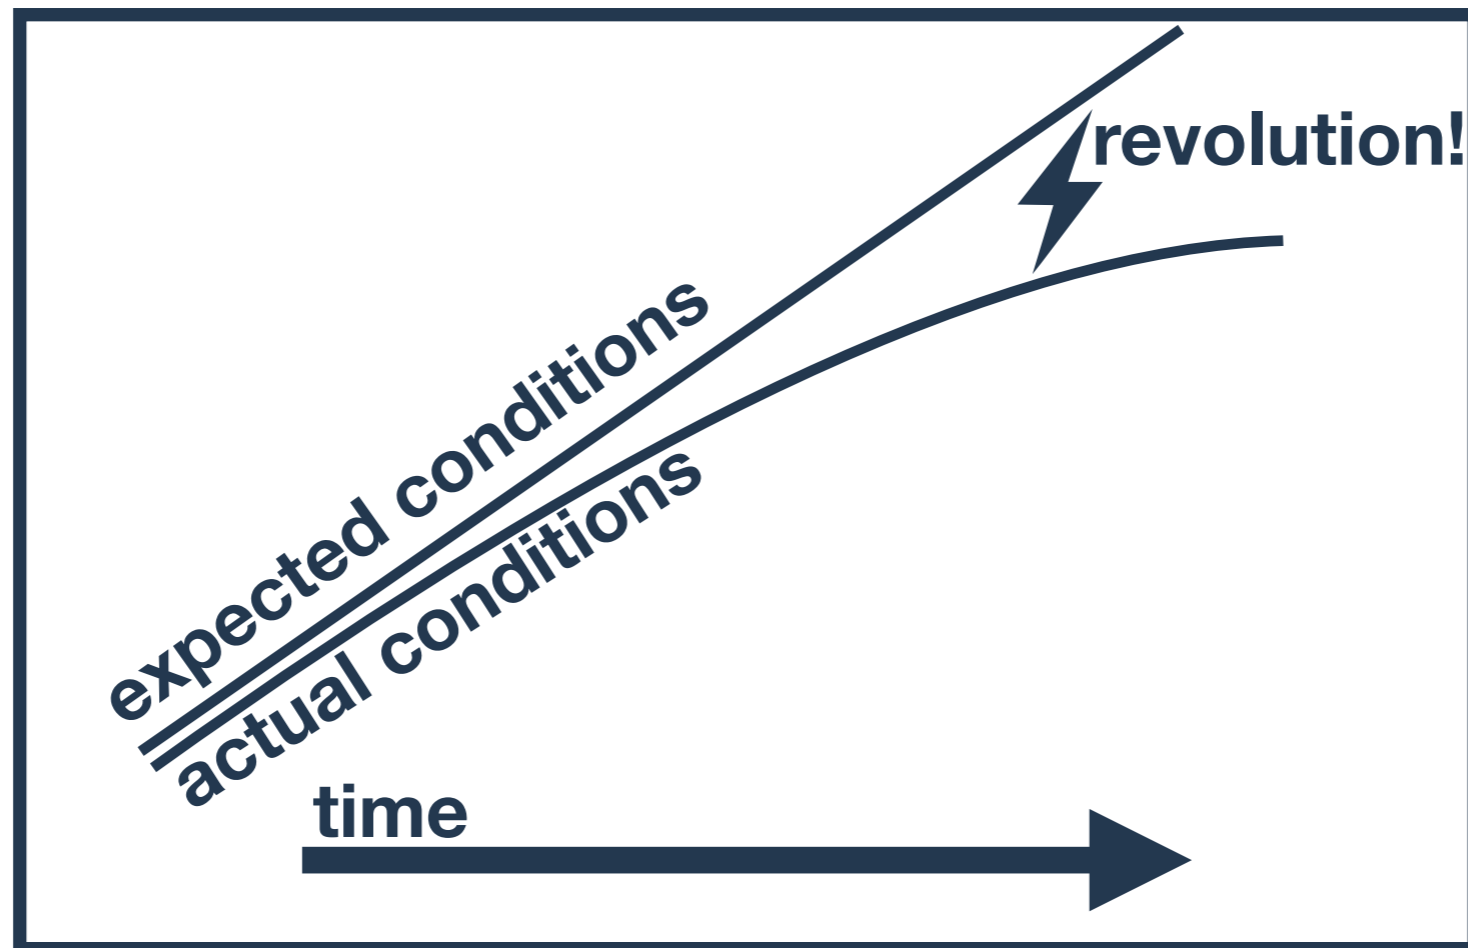 revolution!
expected conditions
actual conditions
time